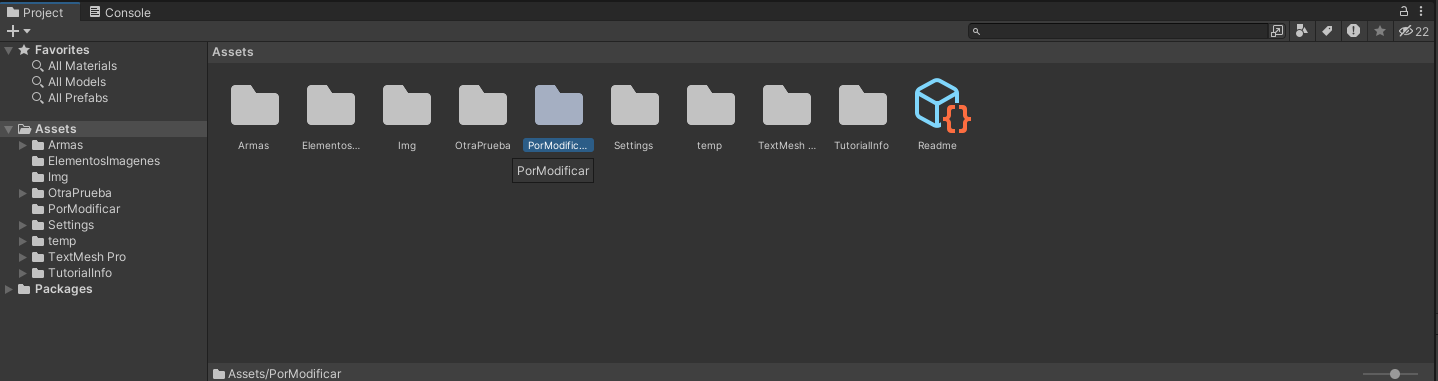 Project Console
22
Favorites
All Materials
All Models
All Prefabs
Assets
Armas
ElementosImagenes
Img
OtraPrueba
PorModificar
Settings
temp
TextMesh Pro
TutorialInfo
Packages
Assets
Armas Elementos... Img OtraPrueba PorModific... Settings temp TextMesh ... TutorialInfo Readme
PorModificar
Assets/PorModificar